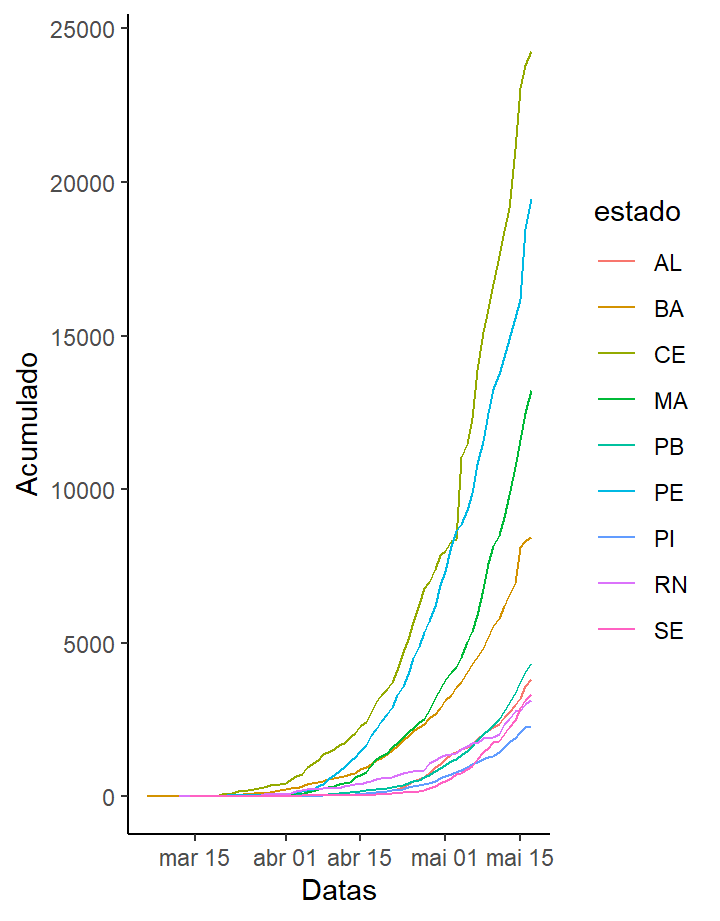 25000
20000
15000
10000
5000
0
Acumulado
mar 15 abr 01 abr 15 mai 01 mai 15
Datas
estado
AL
BA
CE
MA
PB
PE
PI
RN
SE